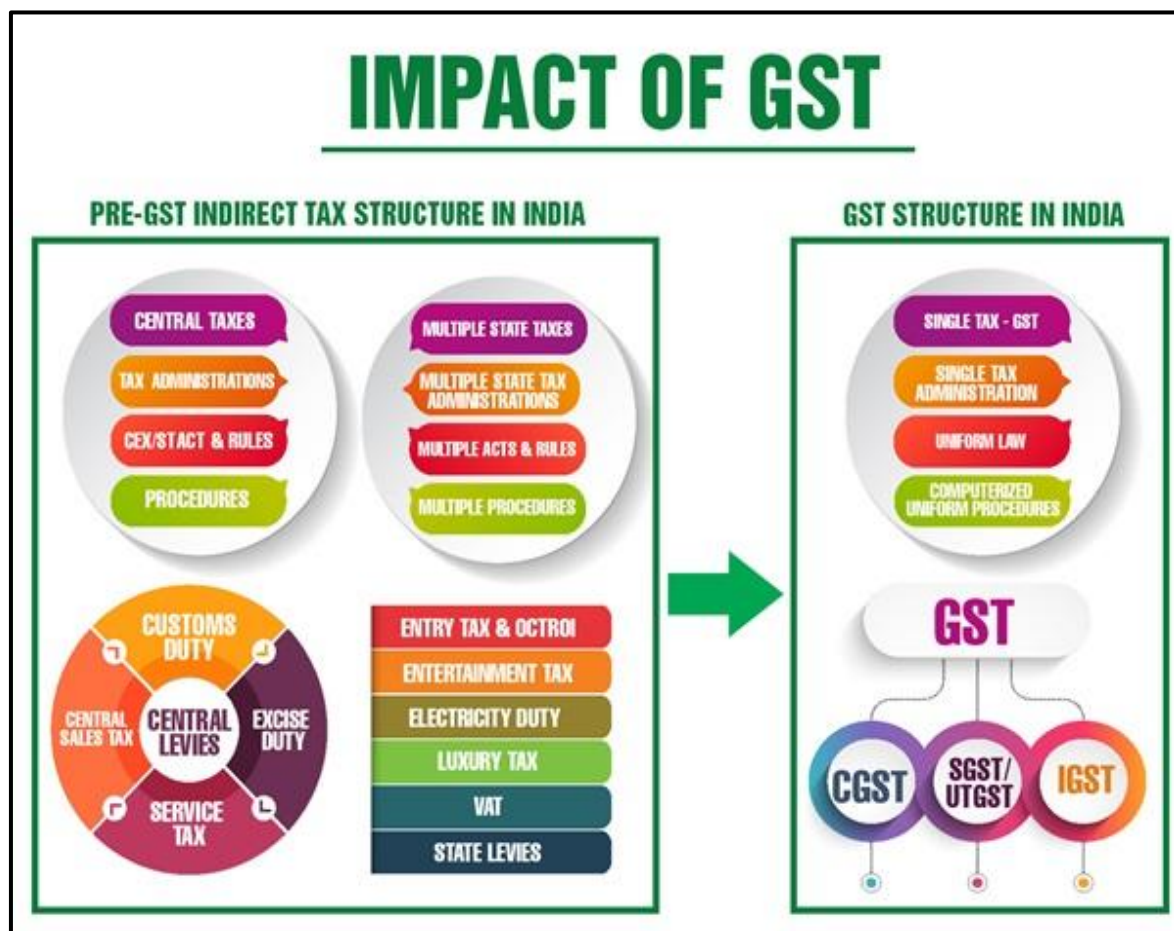 IMPACT OF GST
PRE-GST INDIRECT TAX STRUCTURE IN INDIA
CENTRAL TAXES
TAX ADMINISTRATIONS
CEX/STACT & RULES
PROCEDURES
MULTIPLE STATE TAXES
MULTIPLE STATE TAX
ADMINISTRATIONS
MULTIPLE ACTS & RULES
MULTIPLE PROCEDURES
CUSTOMS
DUTY
CENTRAL
SALES TAX
CENTRAL
LEVIES
EXCISE
DUTY
SERVICE
TAX
ENTRY TAX & OCTROI
ENTERTAINMENT TAX
ELECTRICITY DUTY
LUXURY TAX
VAT
STATE LEVIES
GST STRUCTURE IN INDIA
SINGLE TAX - GST
SINGLE TAX
ADMINISTRATION
UNIFORM LAW
COMPUTERIZED
UNIFORM PROCEDURES
GST
CGST
SGST/
UTGST
IGST